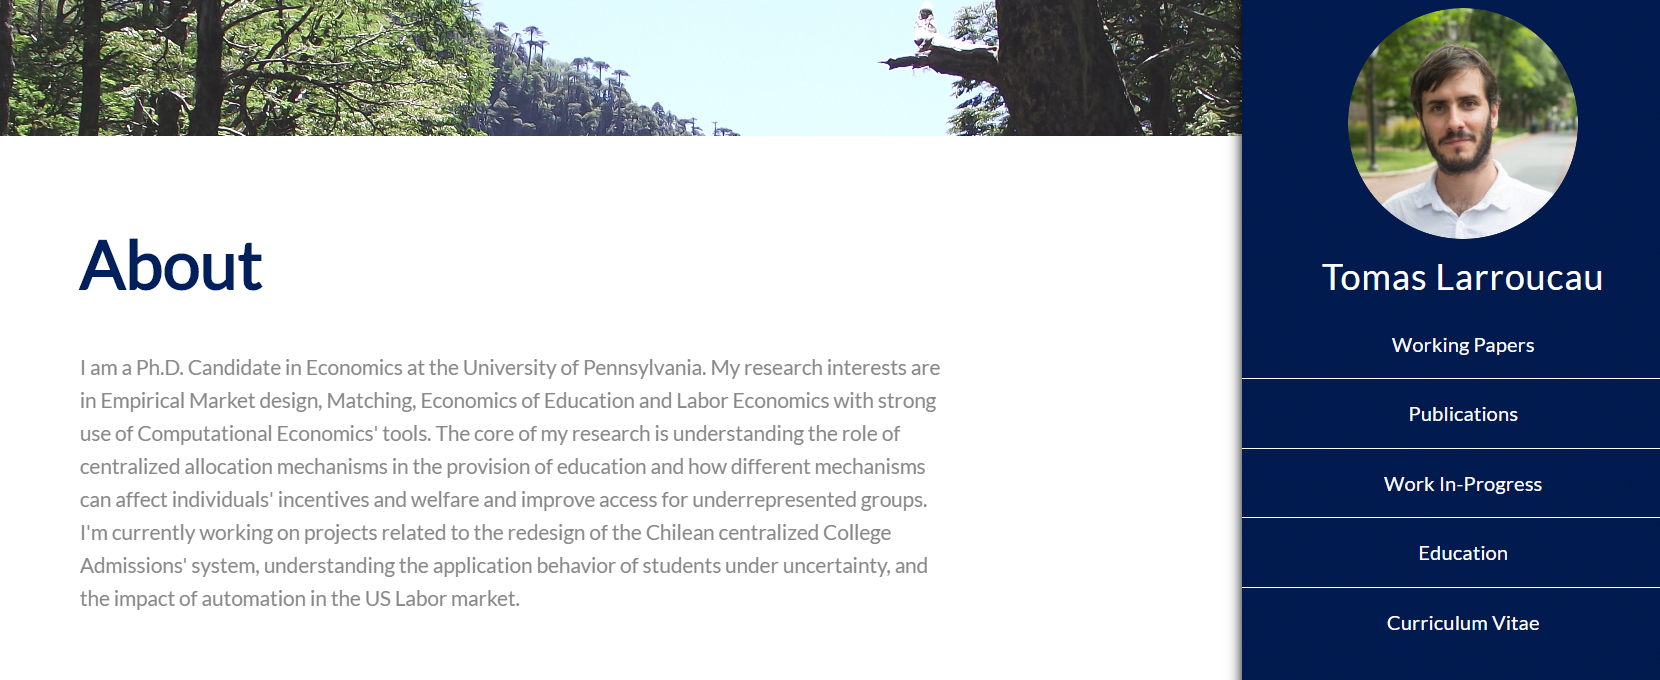 About
I am a Ph.D. Candidate in Economics at the University of Pennsylvania. My research interests are
in Empirical Market design, Matching, Economics of Education and Labor Economics with strong
use of Computational Economics' tools. The core of my research is understanding the role of
centralized allocation mechanisms in the provision of education and how different mechanisms
can affect individuals' incentives and welfare and improve access for underrepresented groups.
I'm currently working on projects related to the redesign of the Chilean centralized College
Admissions' system, understanding the application behavior of students under uncertainty, and
the impact of automation in the US Labor market.
Tomas Larroucau
Working Papers
Publications
Work In-Progress
Education
Curriculum Vitae